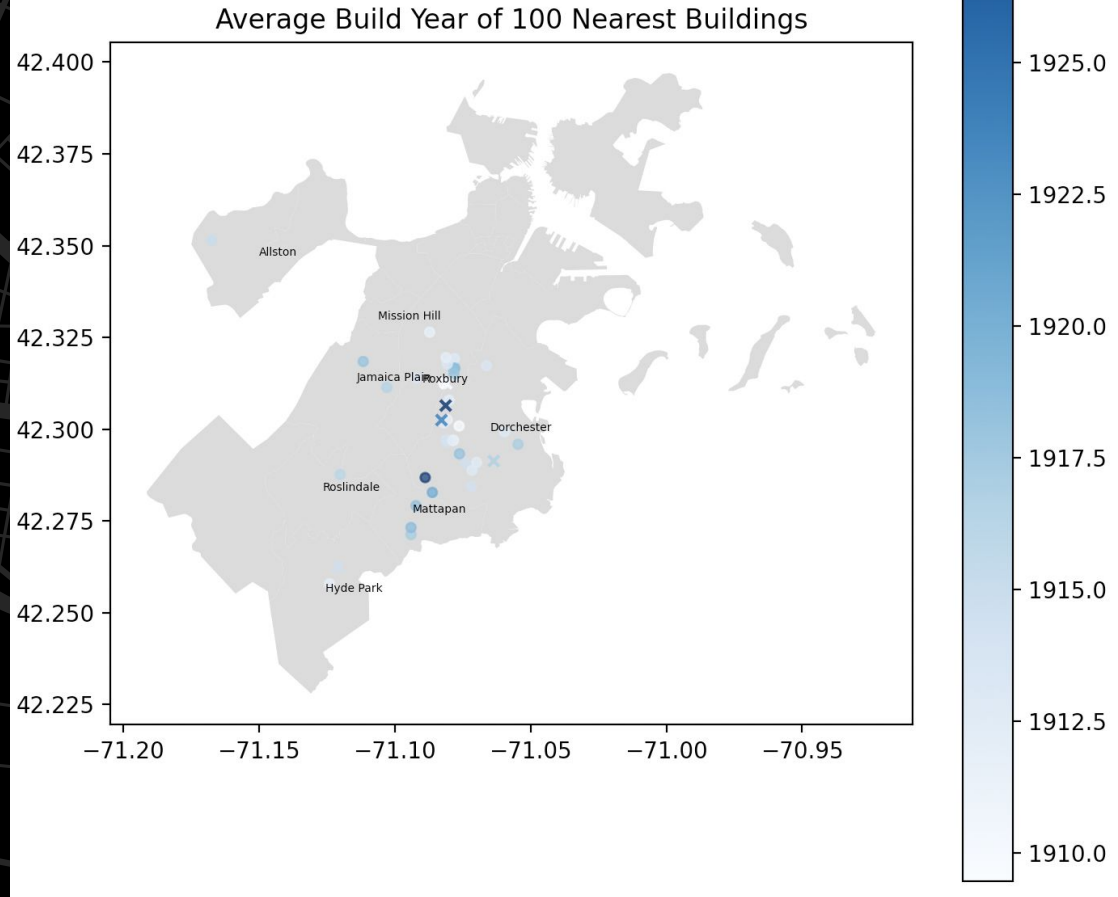 Average Build Year of 100 Nearest Buildings
42.400
42.375
42.350
42.325
42.300
42.275
42.250
42.225
−71.20
−71.15
−71.10
−71.05
−71.00
−70.95
Allston
Mission Hill
Jamaica Plain
Roxbury
Dorchester
Roslindale
Mattapan
Hyde Park
1925.0
1922.5
1920.0
1917.5
1915.0
1912.5
1910.0